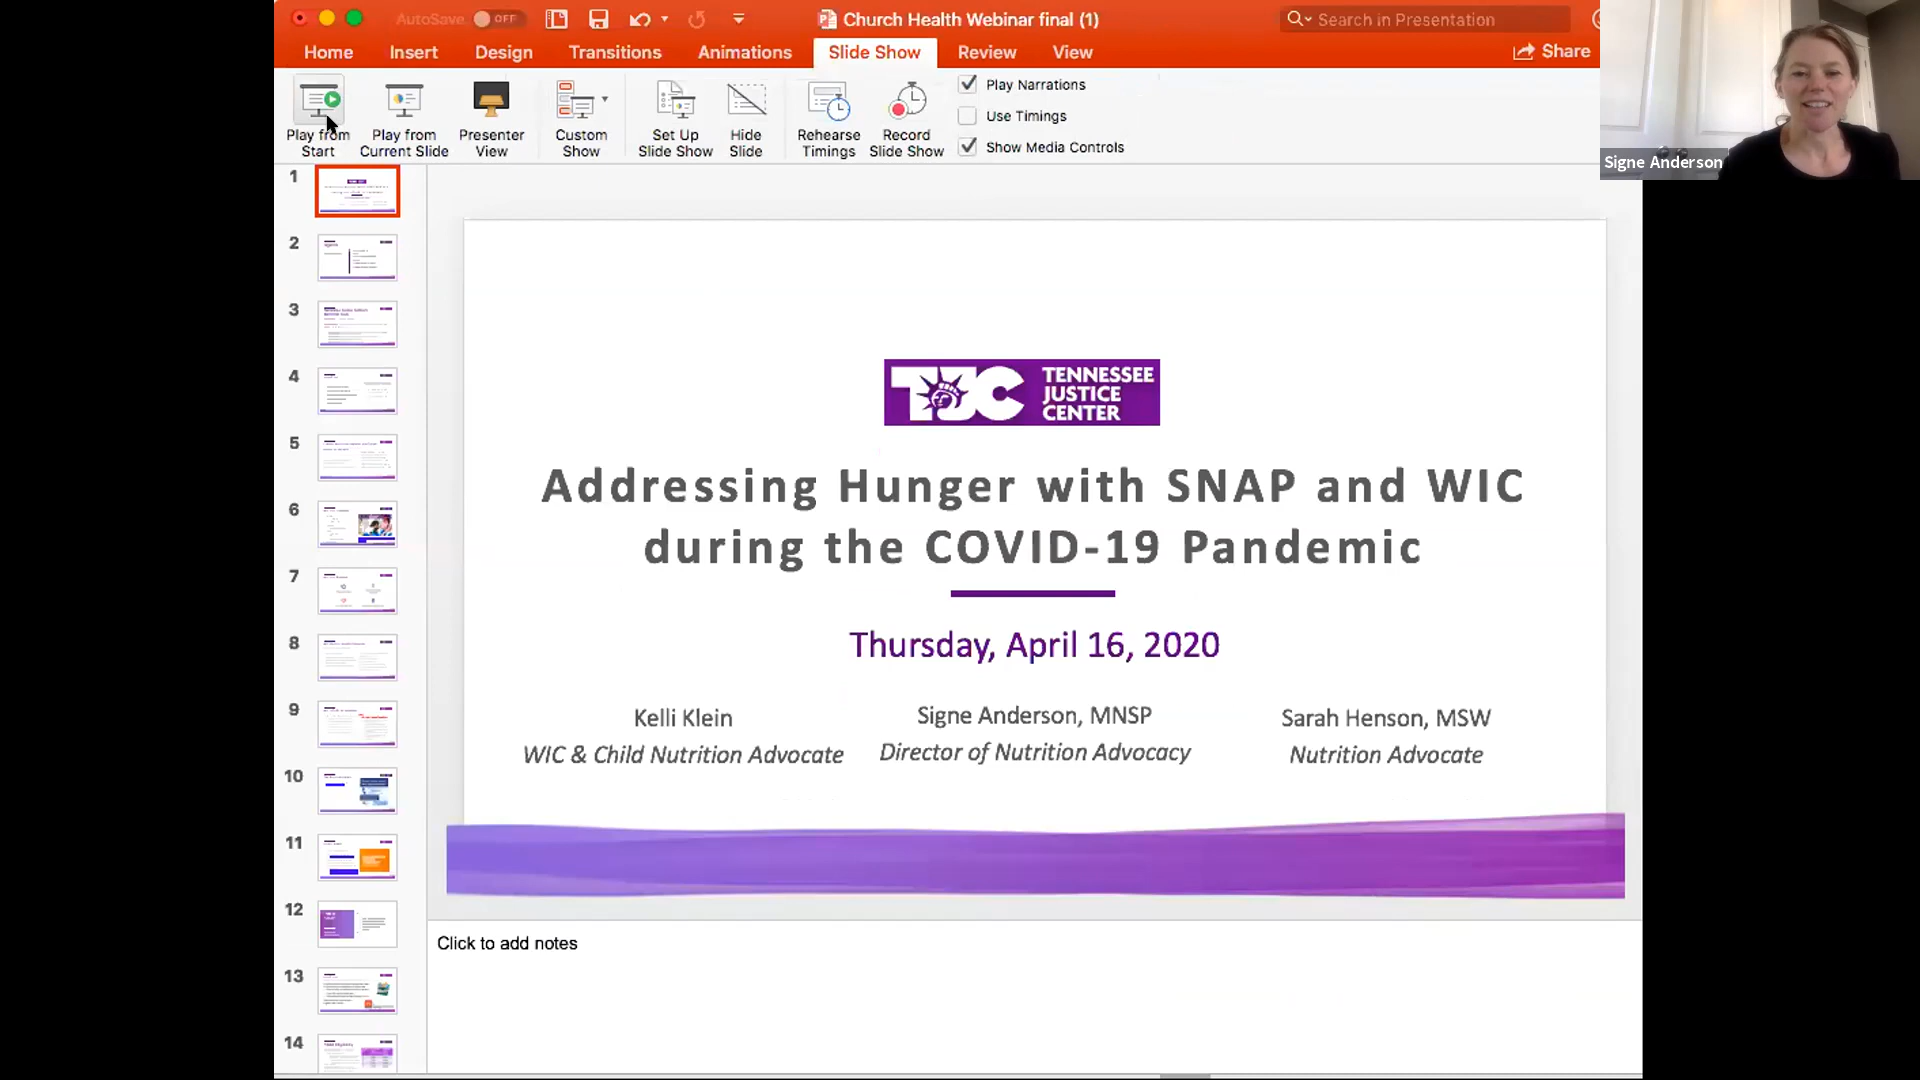 AutoSave OFF
Church Health Webinar final (1)
Search in Presentation
Home Insert Design Transitions Animations Slide Show Review View
Share
Play from Start
Play from Current Slide
Presenter View
Custom Show
Set Up Slide Show
Hide Slide
Rehearse Timings
Record Slide Show
Play Narrations
Use Timings
Show Media Controls
Signe Anderson
1
2
3
4
5
6
7
8
9
10
11
12
13
14
TJC TENNESSEE
JUSTICE
CENTER
Addressing Hunger with SNAP and WIC
during the COVID-19 Pandemic
Thursday, April 16, 2020
Kelli Klein
WIC & Child Nutrition Advocate
Signe Anderson, MNSP
Director of Nutrition Advocacy
Sarah Henson, MSW
Nutrition Advocate
Click to add notes